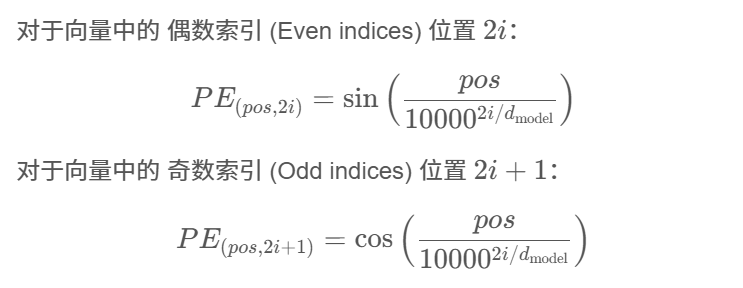 对于向量中的 偶数索引 (Even indices) 位置 $2i$：
$$PE_{(pos,2i)} = \sin\left(\frac{pos}{10000^{2i/d_{\text{model}}}}\right)$$
对于向量中的 奇数索引 (Odd indices) 位置 $2i+1$：
$$PE_{(pos,2i+1)} = \cos\left(\frac{pos}{10000^{2i/d_{\text{model}}}}\right)$$